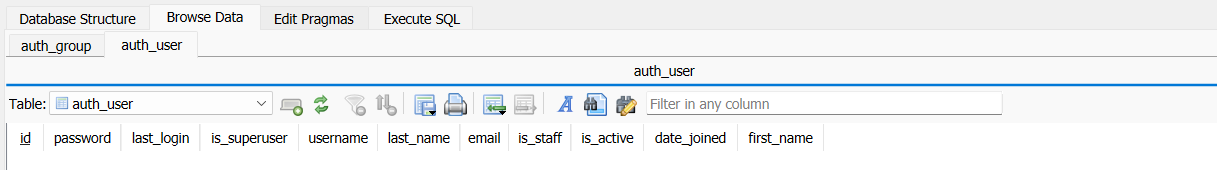 Database Structure Browse Data Edit Pragmas Execute SQL
auth_group auth_user
auth_user
Table: auth_user Filter in any column
id password last_login is_superuser username last_name email is_staff is_active date_joined first_name